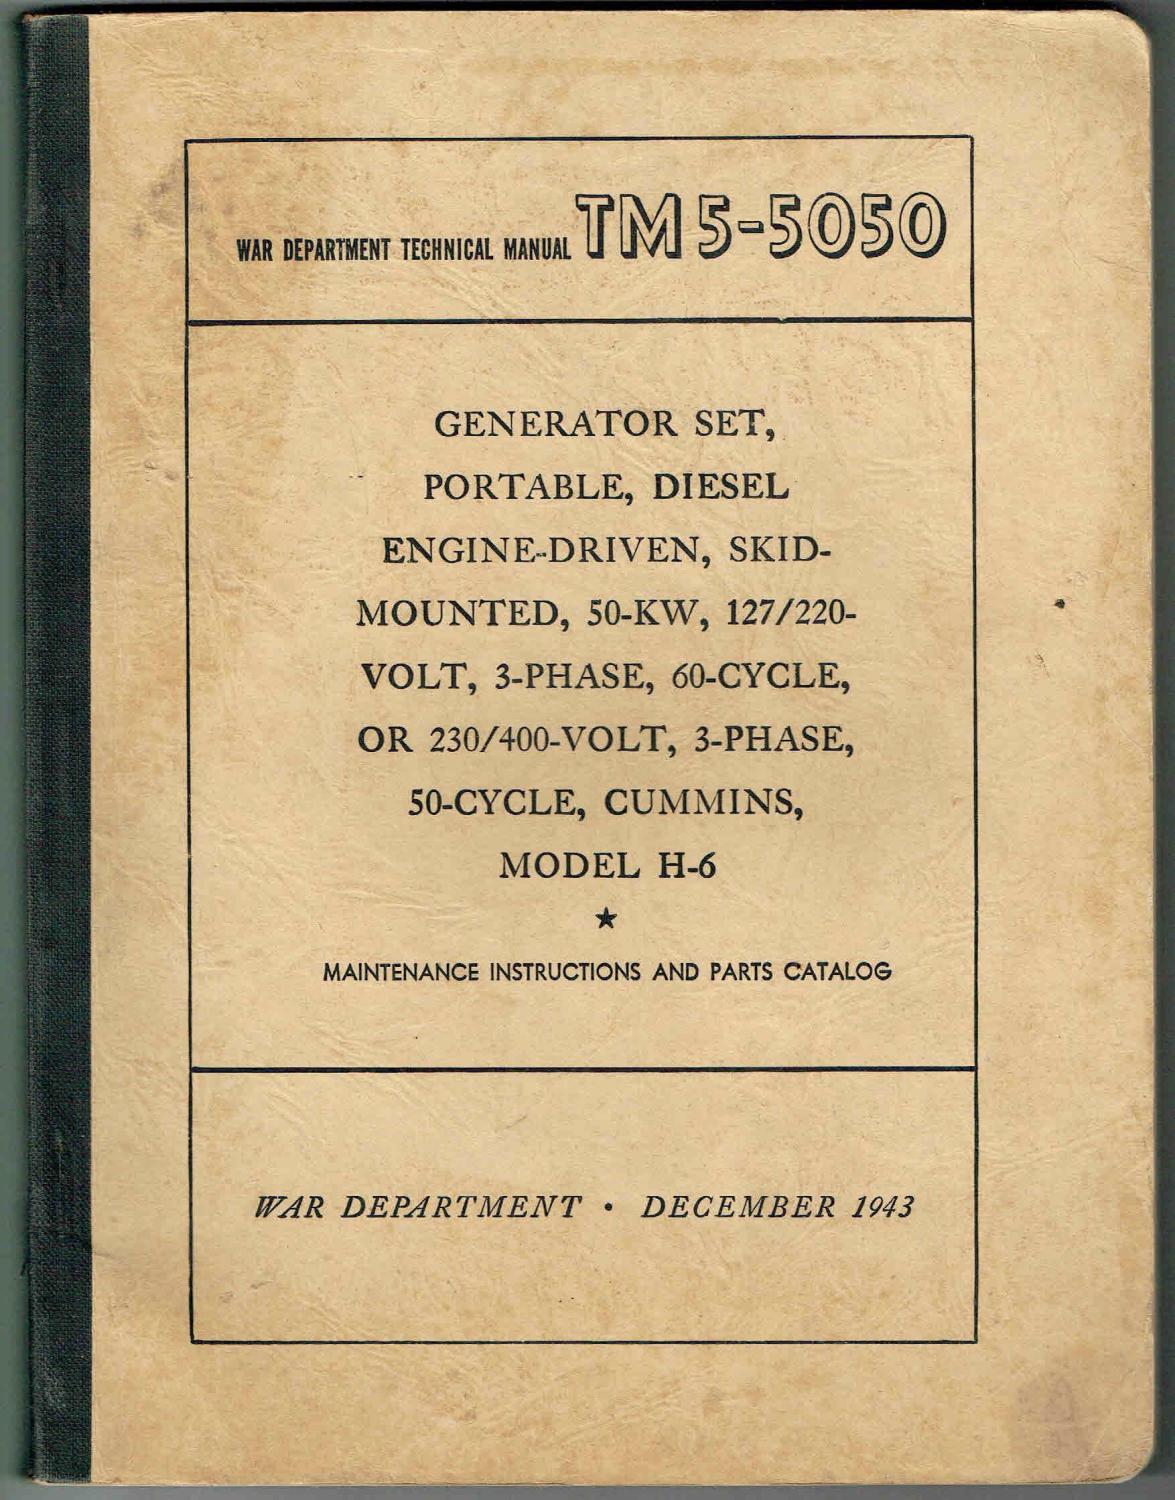 WAR DEPARTMENT TECHNICAL MANUAL TM 5-5050
GENERATOR SET,
PORTABLE, DIESEL
ENGINE-DRIVEN, SKID-
MOUNTED, 50-KW, 127/220-
VOLT, 3-PHASE, 60-CYCLE,
OR 230/400-VOLT, 3-PHASE,
50-CYCLE, CUMMINS,
MODEL H-6
★
MAINTENANCE INSTRUCTIONS AND PARTS CATALOG
WAR DEPARTMENT • DECEMBER 1943